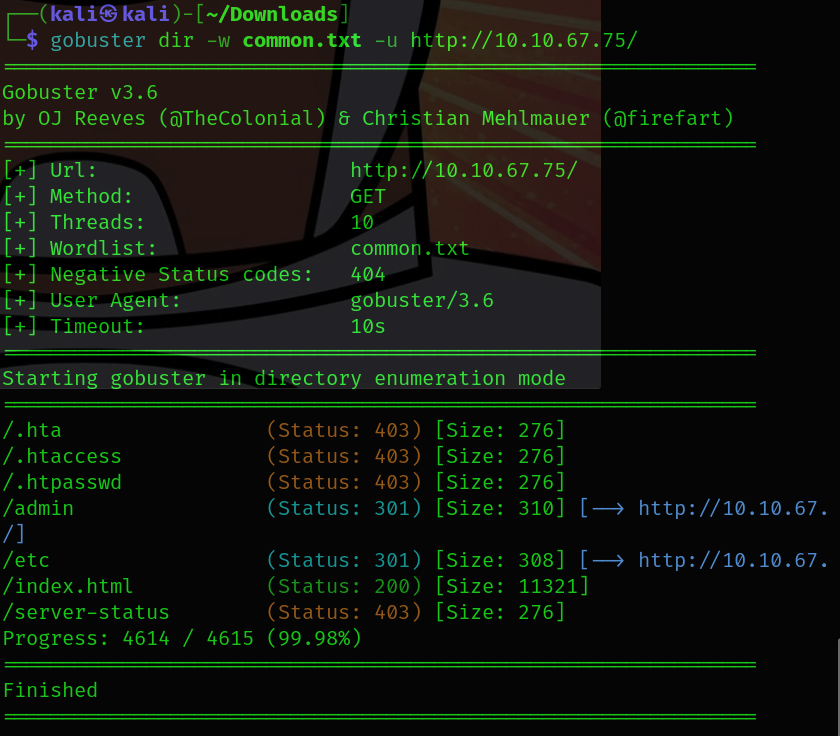 ┌──(kali㉿kali)-[~/Downloads]
└─$ gobuster dir -w common.txt -u http://10.10.67.75/
===============================================================
Gobuster v3.6
by OJ Reeves (@TheColonial) & Christian Mehlmauer (@firefart)
===============================================================
[+] Url:                     http://10.10.67.75/
[+] Method:                  GET
[+] Threads:                 10
[+] Wordlist:                common.txt
[+] Negative Status codes:   404
[+] User Agent:              gobuster/3.6
[+] Timeout:                 10s
===============================================================
Starting gobuster in directory enumeration mode
===============================================================
/.hta                 (Status: 403) [Size: 276]
/.htaccess            (Status: 403) [Size: 276]
/.htpasswd            (Status: 403) [Size: 276]
/admin                (Status: 301) [Size: 310] [--> http://10.10.67.
/]
/etc                  (Status: 301) [Size: 308] [--> http://10.10.67.
/index.html           (Status: 200) [Size: 11321]
/server-status        (Status: 403) [Size: 276]
Progress: 4614 / 4615 (99.98%)
===============================================================
Finished
===============================================================